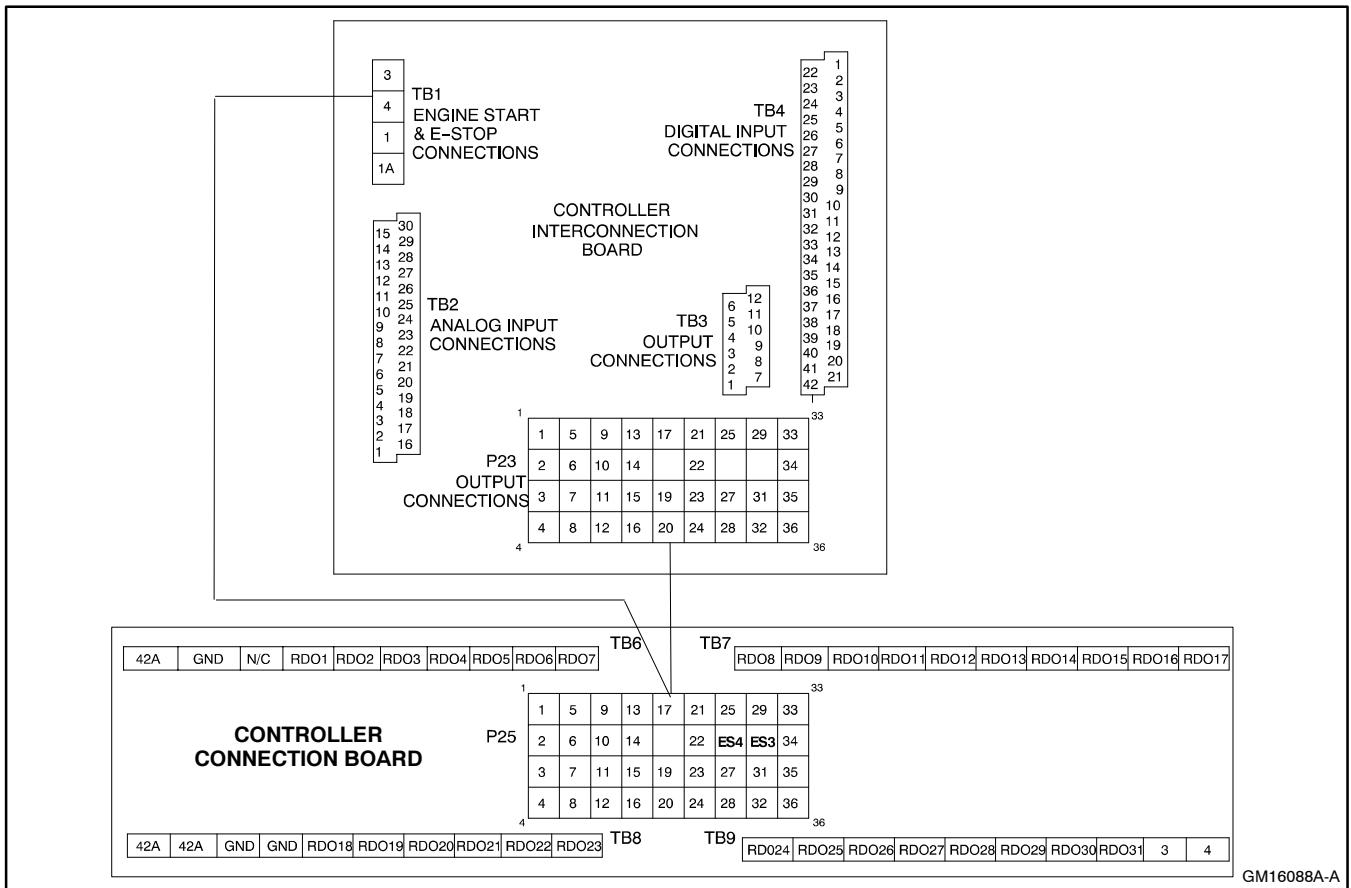 3
4
1
1A
TB1
ENGINE START
& E−STOP
CONNECTIONS
TB4
DIGITAL INPUT
CONNECTIONS
22 1
23 2
24 3
25 4
26 5
27 6
28 7
29 8
30 9
31 10
32 11
33 12
34 13
35 14
36 15
37 16
38 17
39 18
40 19
41 20
42 21
CONTROLLER
INTERCONNECTION
BOARD
15 30
14 29
13 28
12 27
11 26
10 25
9 24
8 23
7 22
6 21
5 20
4 19
3 18
2 17
1 16
TB2
ANALOG INPUT
CONNECTIONS
TB3
OUTPUT
CONNECTIONS
6 12
5 11
4 10
3 9
2 8
1 7
P23
OUTPUT
CONNECTIONS
1 33
1 5 9 13 17 21 25 29 33
2 6 10 14 22 34
3 7 11 15 19 23 27 31 35
4 8 12 16 20 24 28 32 36
4 36
42A GND N/C RDO1 RDO2 RDO3 RDO4 RDO5 RDO6 RDO7 TB6
TB7 RDO8 RDO9 RDO10 RDO11 RDO12 RDO13 RDO14 RDO15 RDO16 RDO17
CONTROLLER
CONNECTION BOARD
P25
1 33
1 5 9 13 17 21 25 29 33
2 6 10 14 22 ES4 ES3 34
3 7 11 15 19 23 27 31 35
4 8 12 16 20 24 28 32 36
4 36
42A 42A GND GND RDO18 RDO19 RDO20 RDO21 RDO22 RDO23 TB8
TB9 RD024 RDO25 RDO26 RDO27 RDO28 RDO29 RDO30 RDO31 3 4
GM16088A-A